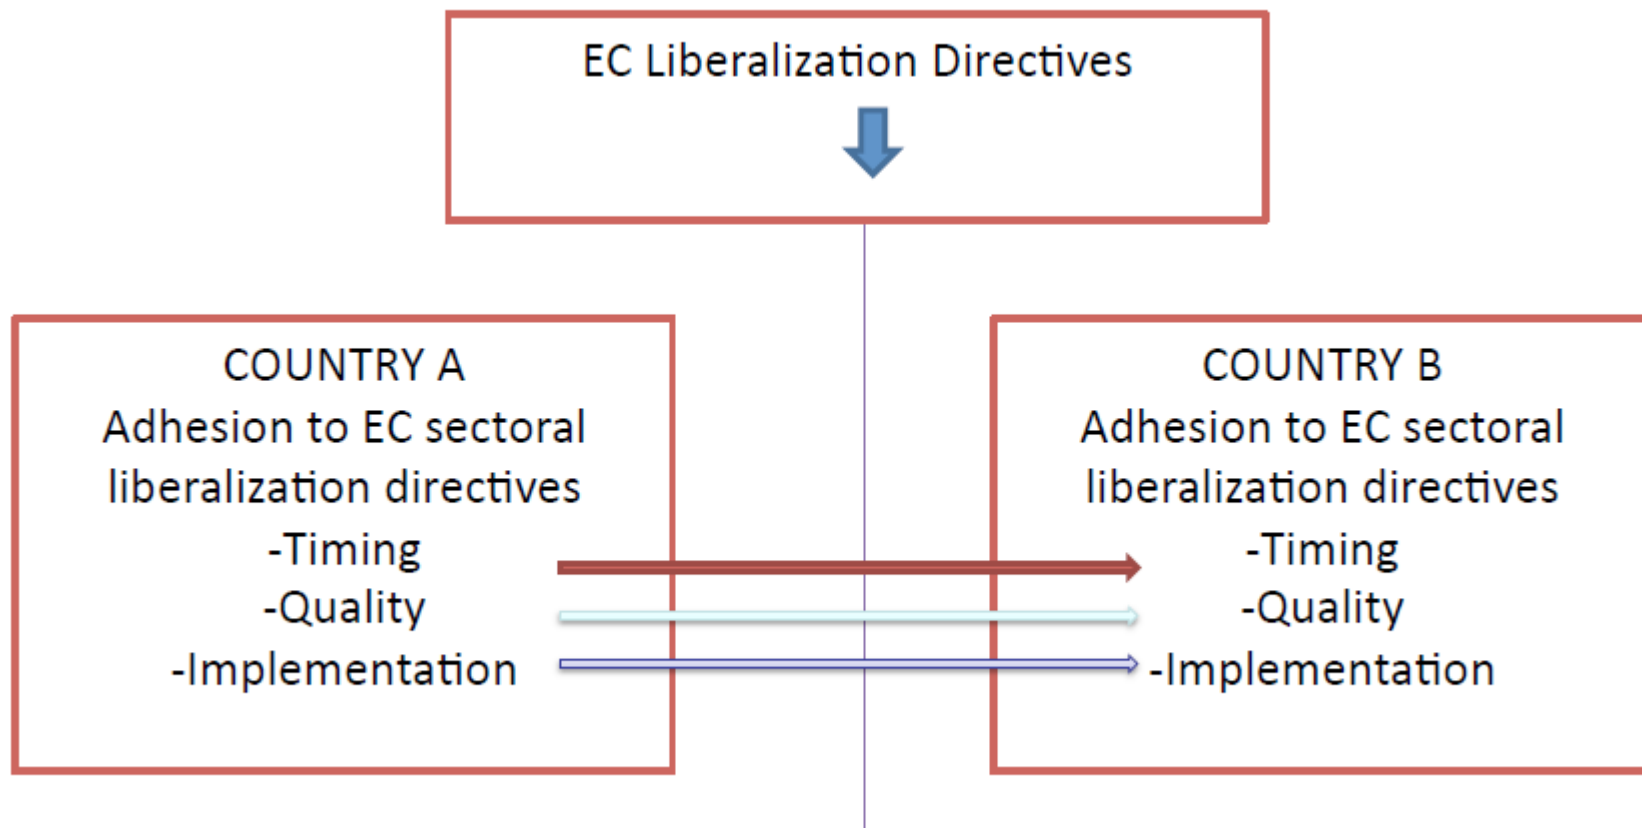 EC Liberalization Directives
COUNTRY A
Adhesion to EC sectoral
liberalization directives
-Timing
-Quality
-Implementation
COUNTRY B
Adhesion to EC sectoral
liberalization directives
-Timing
-Quality
-Implementation